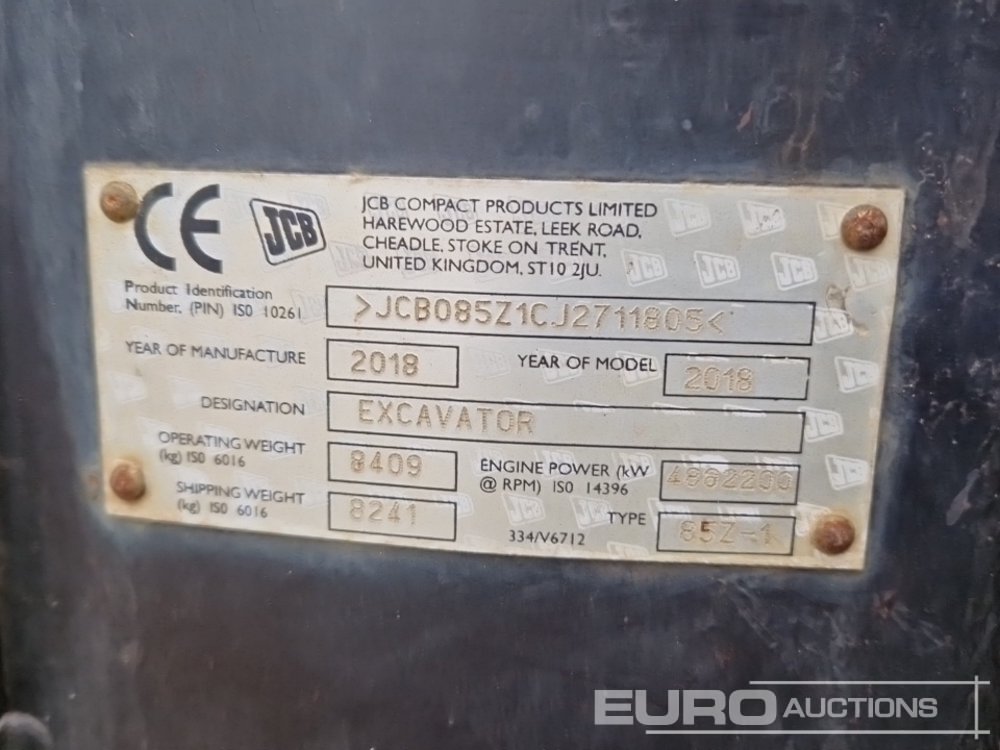 CE JCB
JCB COMPACT PRODUCTS LIMITED
HAREWOOD ESTATE, LEEK ROAD,
CHEADLE, STOKE ON TRENT,
UNITED KINGDOM, ST10 2JU.
Product Identification
Number. (PIN) ISO 10261 >JCB085Z1CJ2711805<
YEAR OF MANUFACTURE 2018 YEAR OF MODEL 2018
DESIGNATION EXCAVATOR
OPERATING WEIGHT
(kg) ISO 6016 8409
ENGINE POWER (kW
@ RPM) ISO 14396 48@2200
SHIPPING WEIGHT
(kg) ISO 6016 8241
TYPE 85Z-1
334/V6712
EURO AUCTIONS